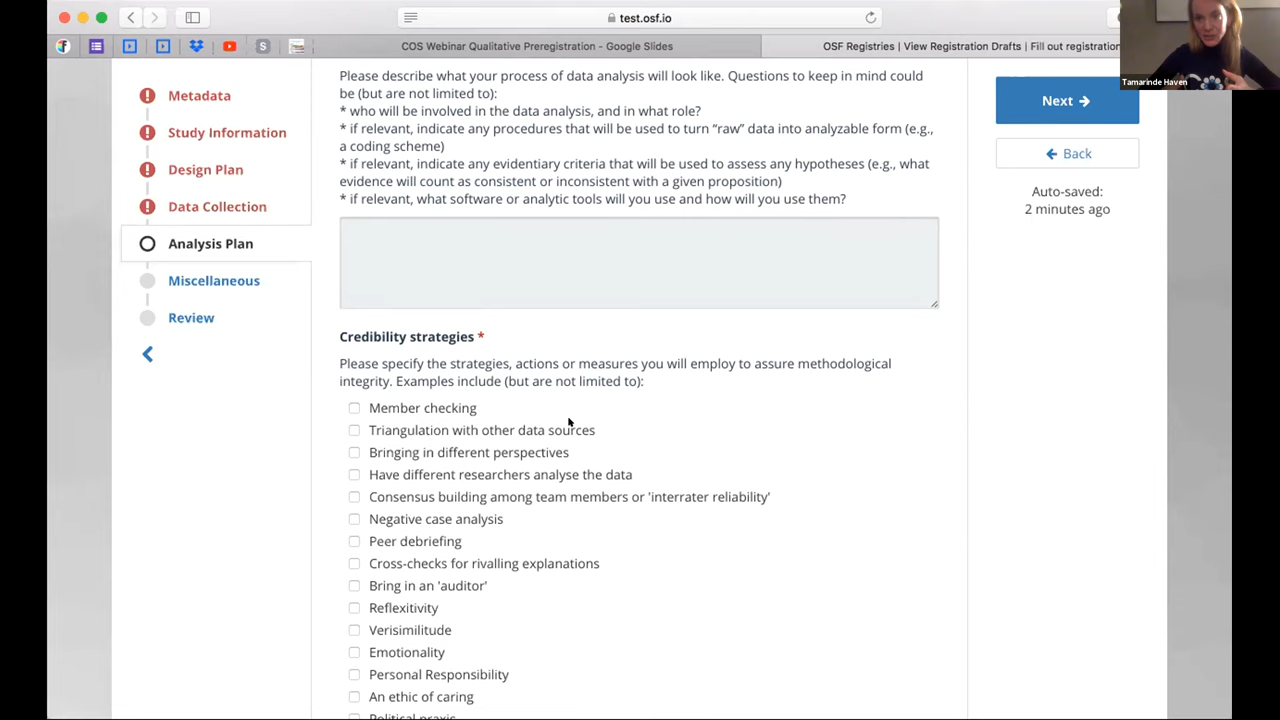 test.osf.io
COS Webinar Qualitative Preregistration - Google Slides
OSF Registries | View Registration Drafts | Fill out registration
Tamarinde Haven
Metadata
Study Information
Design Plan
Data Collection
Analysis Plan
Miscellaneous
Review
Please describe what your process of data analysis will look like. Questions to keep in mind could
be (but are not limited to):
* who will be involved in the data analysis, and in what role?
* if relevant, indicate any procedures that will be used to turn “raw” data into analyzable form (e.g.,
a coding scheme)
* if relevant, indicate any evidentiary criteria that will be used to assess any hypotheses (e.g., what
evidence will count as consistent or inconsistent with a given proposition)
* if relevant, what software or analytic tools will you use and how will you use them?
Credibility strategies *
Please specify the strategies, actions or measures you will employ to assure methodological
integrity. Examples include (but are not limited to):
Member checking
Triangulation with other data sources
Bringing in different perspectives
Have different researchers analyse the data
Consensus building among team members or 'interrater reliability'
Negative case analysis
Peer debriefing
Cross-checks for rivalling explanations
Bring in an 'auditor'
Reflexitivity
Verisimilitude
Emotionality
Personal Responsibility
An ethic of caring
Political praxis
Next
Back
Auto-saved:
2 minutes ago